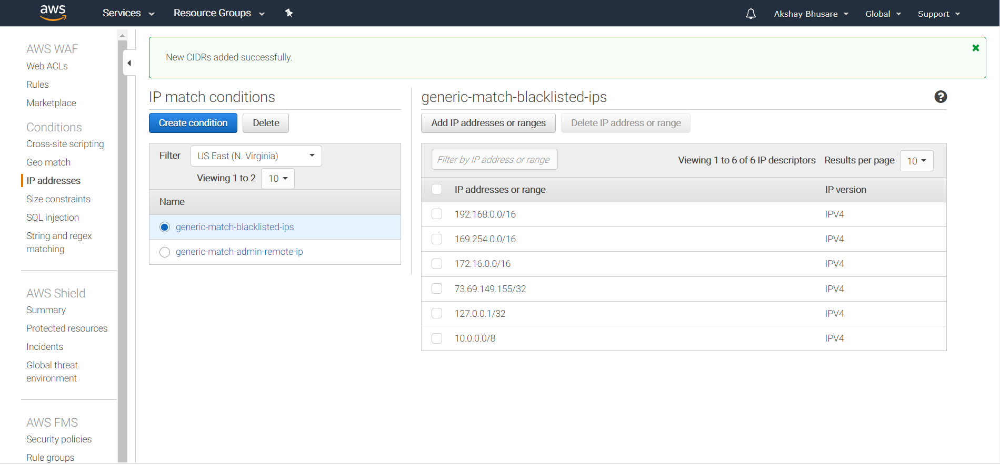 aws
Services
Resource Groups
Akshay Bhusare
Global
Support
AWS WAF
Web ACLs
Rules
Marketplace
Conditions
Cross-site scripting
Geo match
IP addresses
Size constraints
SQL injection
String and regex
matching
AWS Shield
Summary
Protected resources
Incidents
Global threat
environment
AWS FMS
Security policies
Rule groups
New CIDRs added successfully.
IP match conditions
Create condition
Delete
Filter
US East (N. Virginia)
Viewing 1 to 2
10
Name
generic-match-blacklisted-ips
generic-match-admin-remote-ip
generic-match-blacklisted-ips
Add IP addresses or ranges
Delete IP address or range
Filter by IP address or range
Viewing 1 to 6 of 6 IP descriptors
Results per page
10
IP addresses or range IP version
192.168.0.0/16 IPV4
169.254.0.0/16 IPV4
172.16.0.0/16 IPV4
73.69.149.155/32 IPV4
127.0.0.1/32 IPV4
10.0.0.0/8 IPV4